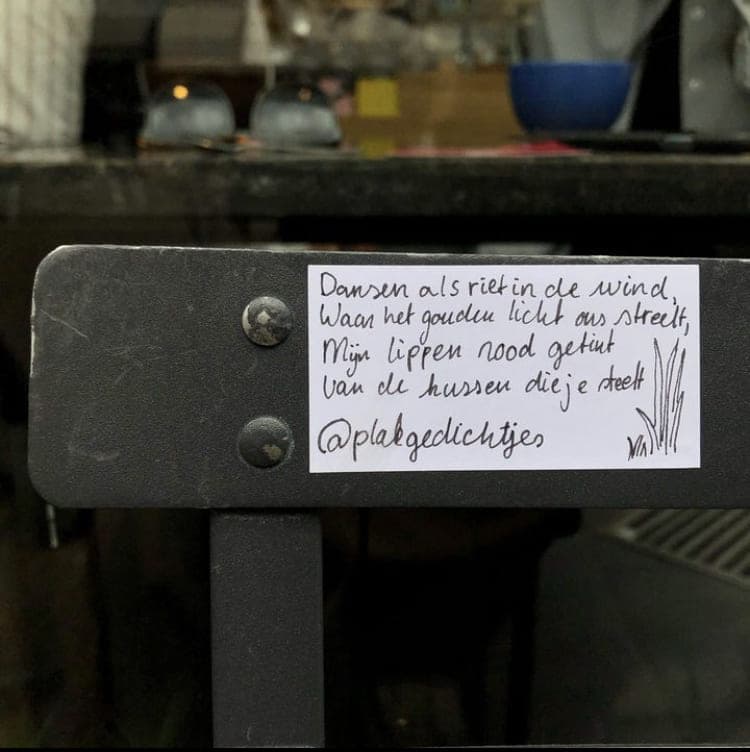 Dansen als riet in de wind,
Waar het gouden licht ons streelt,
Mijn lippen rood getint
van de kussen die je steelt
@plakgedichtjes